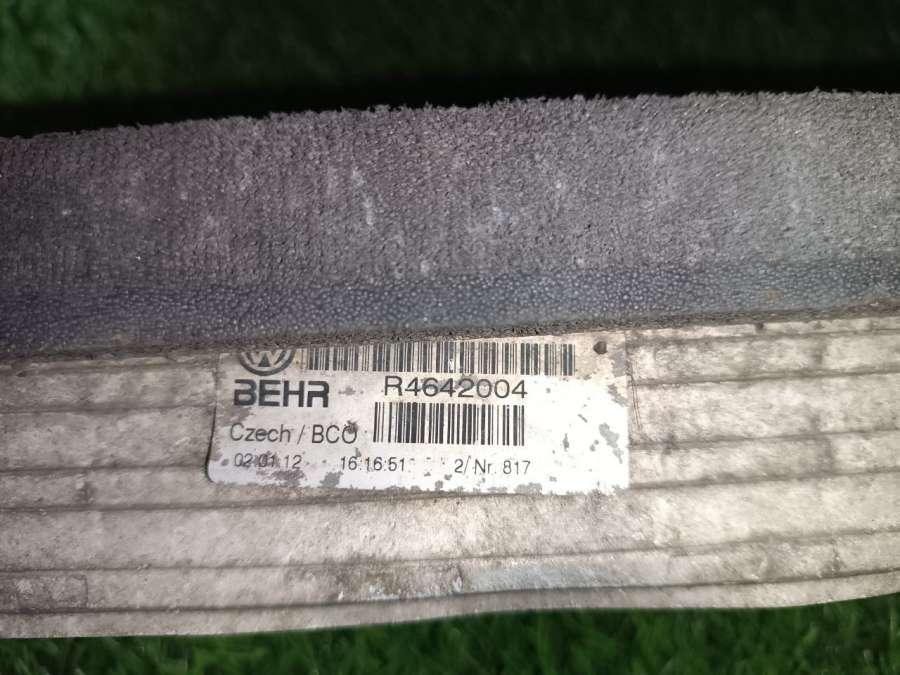 BEHR R4642004
Czech / BCO
02.01.12 16:16:51 2/ Nr. 817